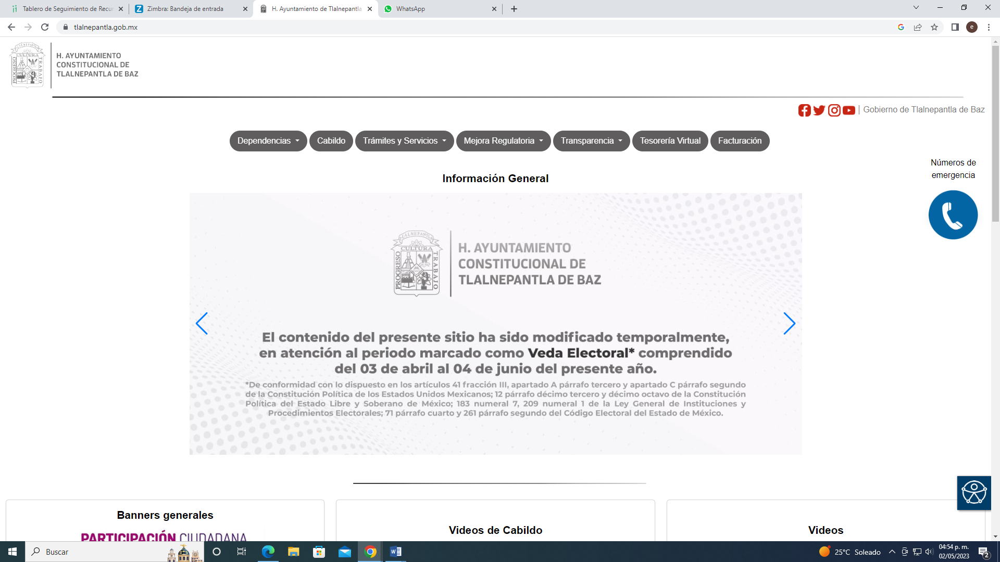 Tablero de Seguimiento de Recur
Zimbra: Bandeja de entrada
H. Ayuntamiento de Tlalnepantla
WhatsApp
tlalnepantla.gob.mx
e
CULTURA
PROGRESO
TRABAJO
H. AYUNTAMIENTO
CONSTITUCIONAL DE
TLALNEPANTLA DE BAZ
| Gobierno de Tlalnepantla de Baz
Dependencias
Cabildo
Trámites y Servicios
Mejora Regulatoria
Transparencia
Tesorería Virtual
Facturación
Números de
emergencia
Información General
TLALNEPANTLA
CULTURA
PROGRESO
TRABAJO
H. AYUNTAMIENTO
CONSTITUCIONAL DE
TLALNEPANTLA DE BAZ
El contenido del presente sitio ha sido modificado temporalmente,
en atención al periodo marcado como Veda Electoral* comprendido
del 03 de abril al 04 de junio del presente año.
*De conformidad con lo dispuesto en los artículos 41 fracción III, apartado A párrafo tercero y apartado C párrafo segundo
de la Constitución Política de los Estados Unidos Mexicanos; 12 párrafo décimo tercero y décimo octavo de la Constitución
Política del Estado Libre y Soberano de México; 183 numeral 7, 209 numeral 1 de la Ley General de Instituciones y
Procedimientos Electorales; 71 párrafo cuarto y 261 párrafo segundo del Código Electoral del Estado de México.
Banners generales
PARTICIPACIÓN CIUDADANA
Videos de Cabildo
Videos
Buscar
25°C Soleado
04:54 p. m.
02/05/2023
2